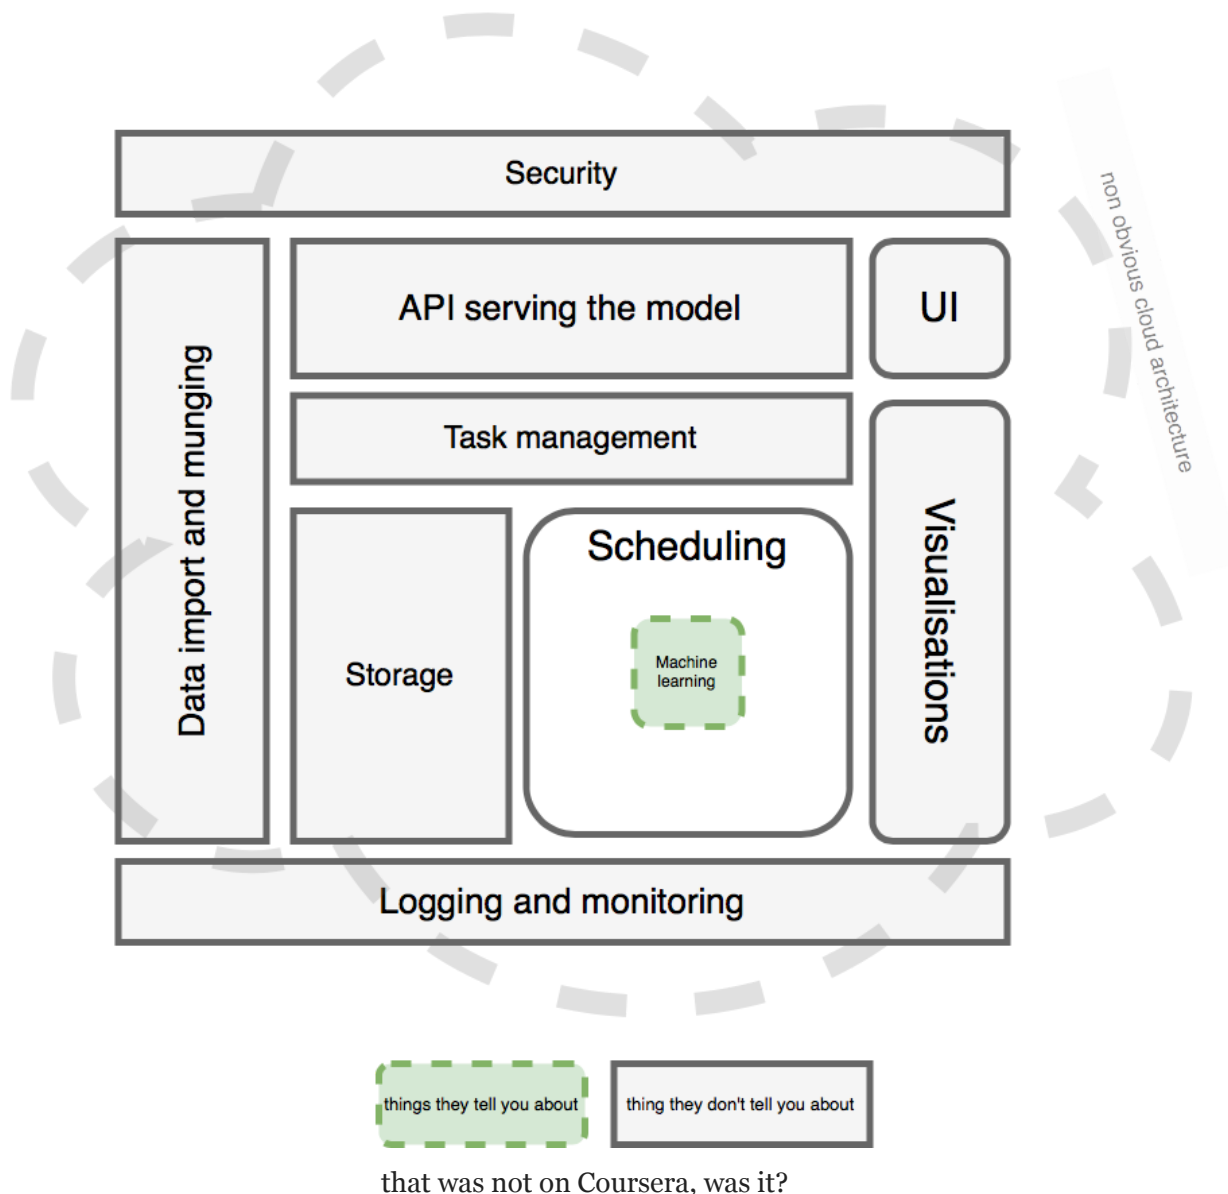 Security
non obvious cloud architecture
API serving the model
UI
Data import and munging
Task management
Visualisations
Scheduling
Storage
Machine
learning
Logging and monitoring
things they tell you about
thing they don't tell you about
that was not on Coursera, was it?